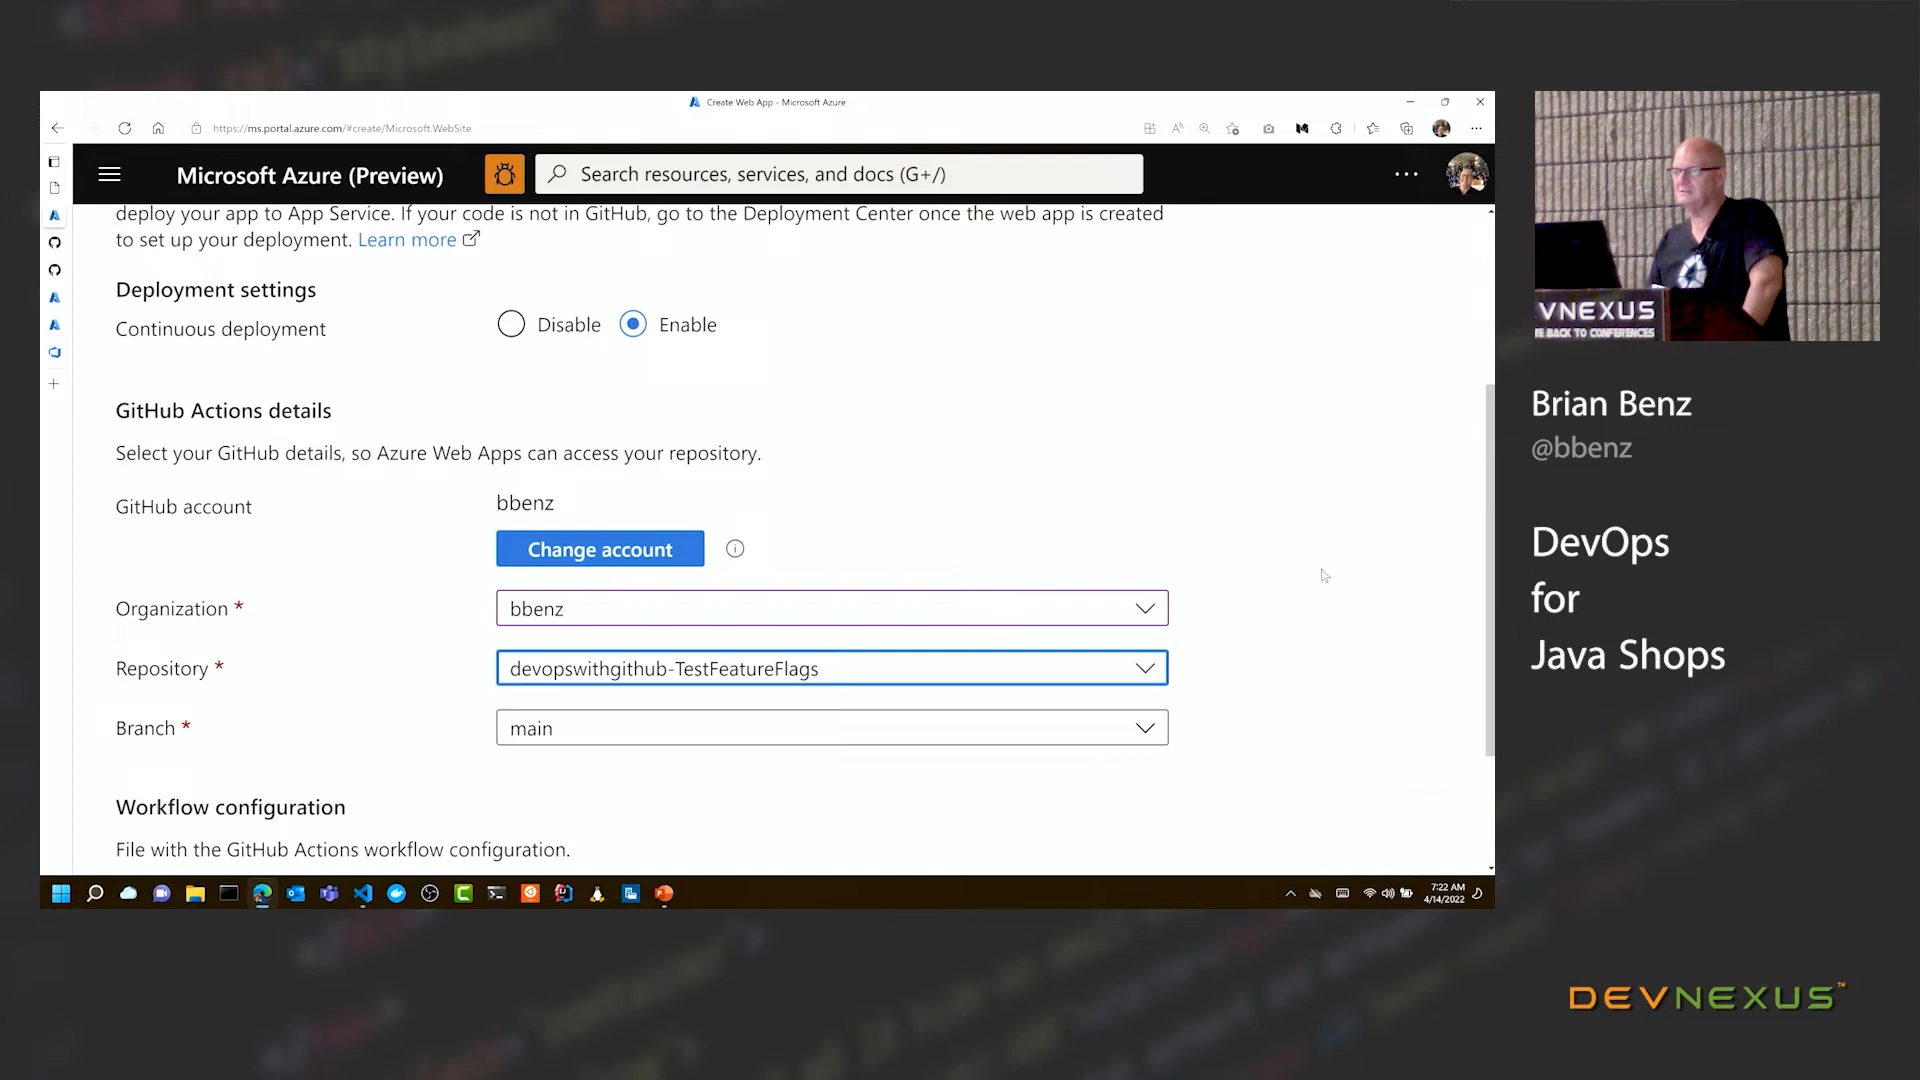 Create Web App - Microsoft Azure
https://ms.portal.azure.com/#create/Microsoft.WebSite
Microsoft Azure (Preview)
Search resources, services, and docs (G+/)
deploy your app to App Service. If your code is not in GitHub, go to the Deployment Center once the web app is created
to set up your deployment. Learn more
Deployment settings
Continuous deployment
Disable
Enable
GitHub Actions details
Select your GitHub details, so Azure Web Apps can access your repository.
GitHub account
bbenz
Change account
Organization *
bbenz
Repository *
devopswithgithub-TestFeatureFlags
Branch *
main
Workflow configuration
File with the GitHub Actions workflow configuration.
7:22 AM
4/14/2022
VNEXUS
E BACK TO CONFERENCES
Brian Benz
@bbenz
DevOps
for
Java Shops
DEVNEXUS™